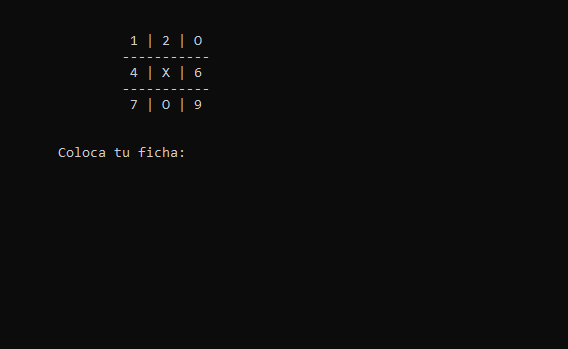 1 | 2 | O
-----------
4 | X | 6
-----------
7 | O | 9
Coloca tu ficha: